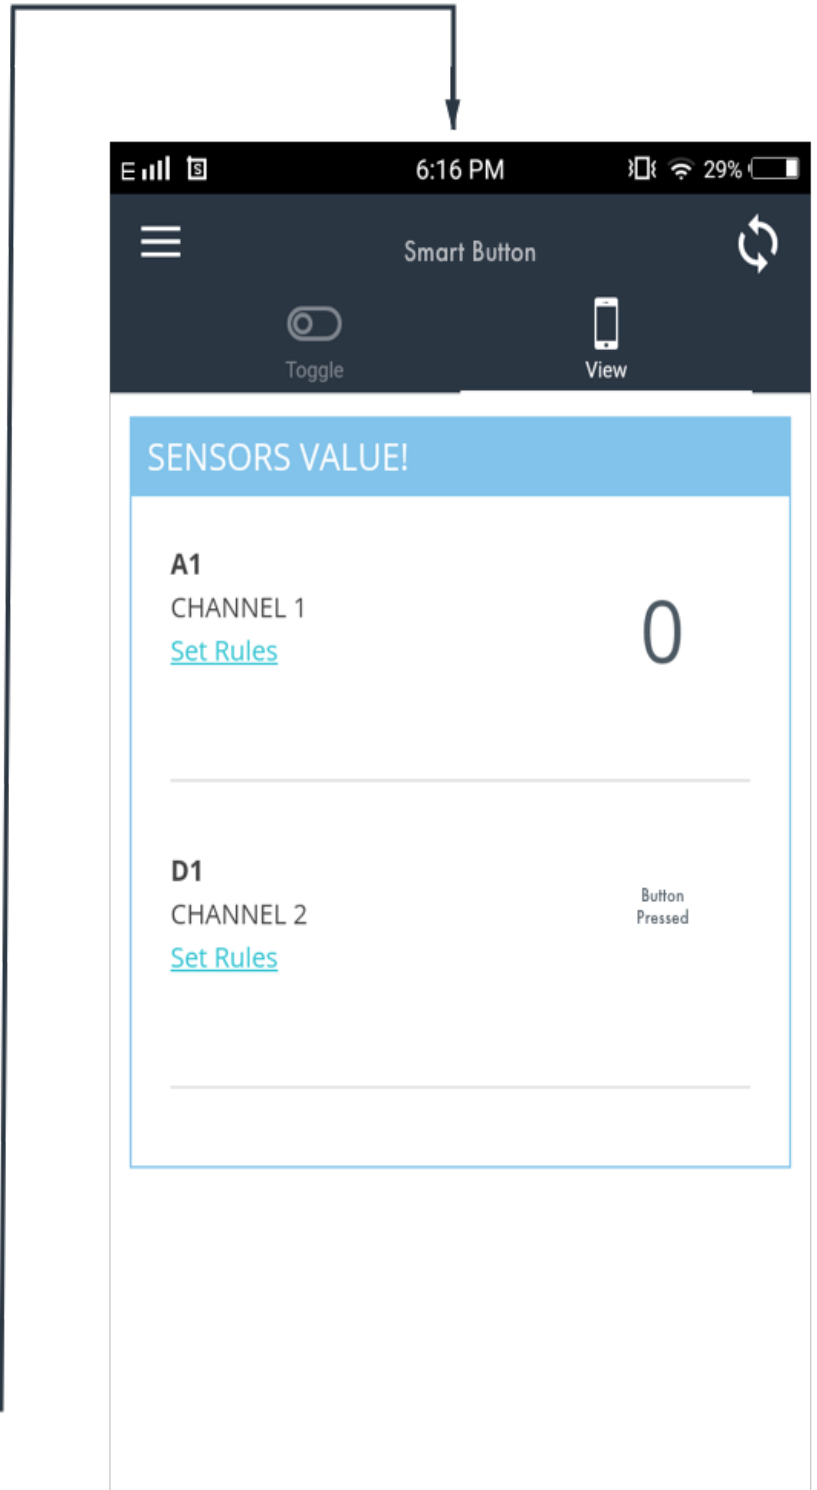 E S 6:16 PM 29%
Smart Button
Toggle View
SENSORS VALUE!
A1
CHANNEL 1
Set Rules
0
D1
CHANNEL 2
Set Rules
Button
Pressed